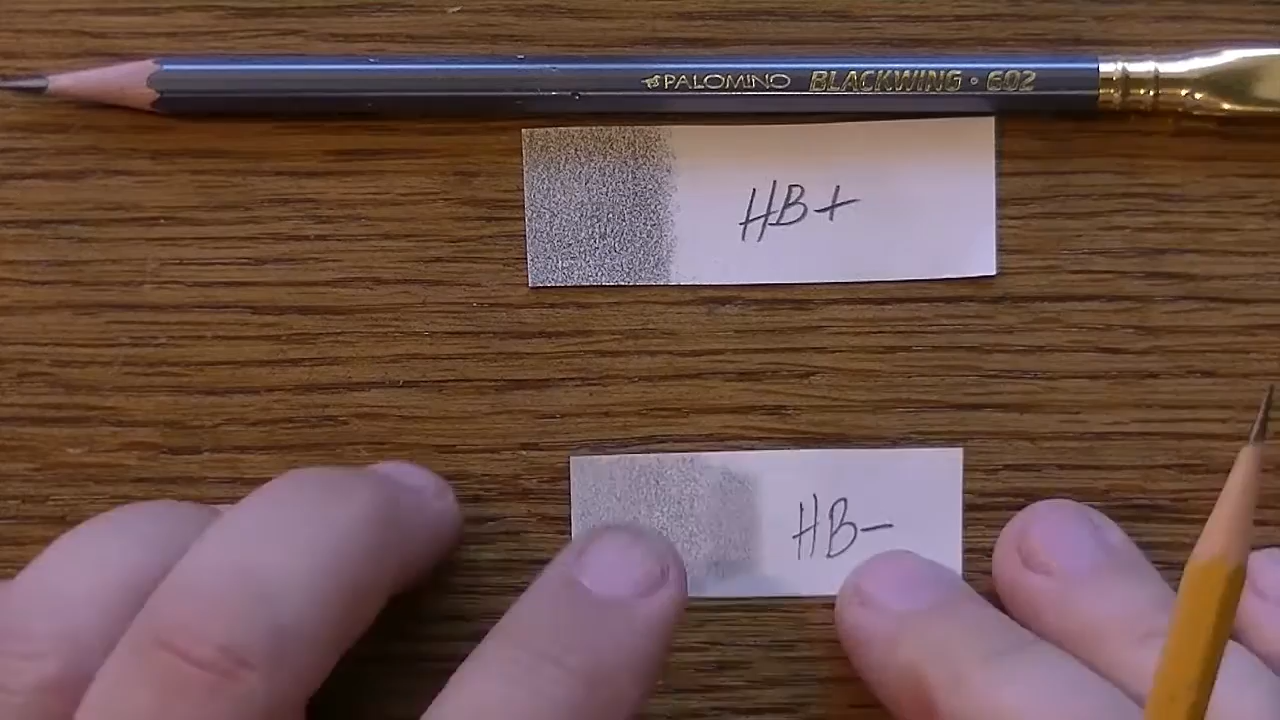 PALOMINO BLACKWING • 602
HB+
HB-